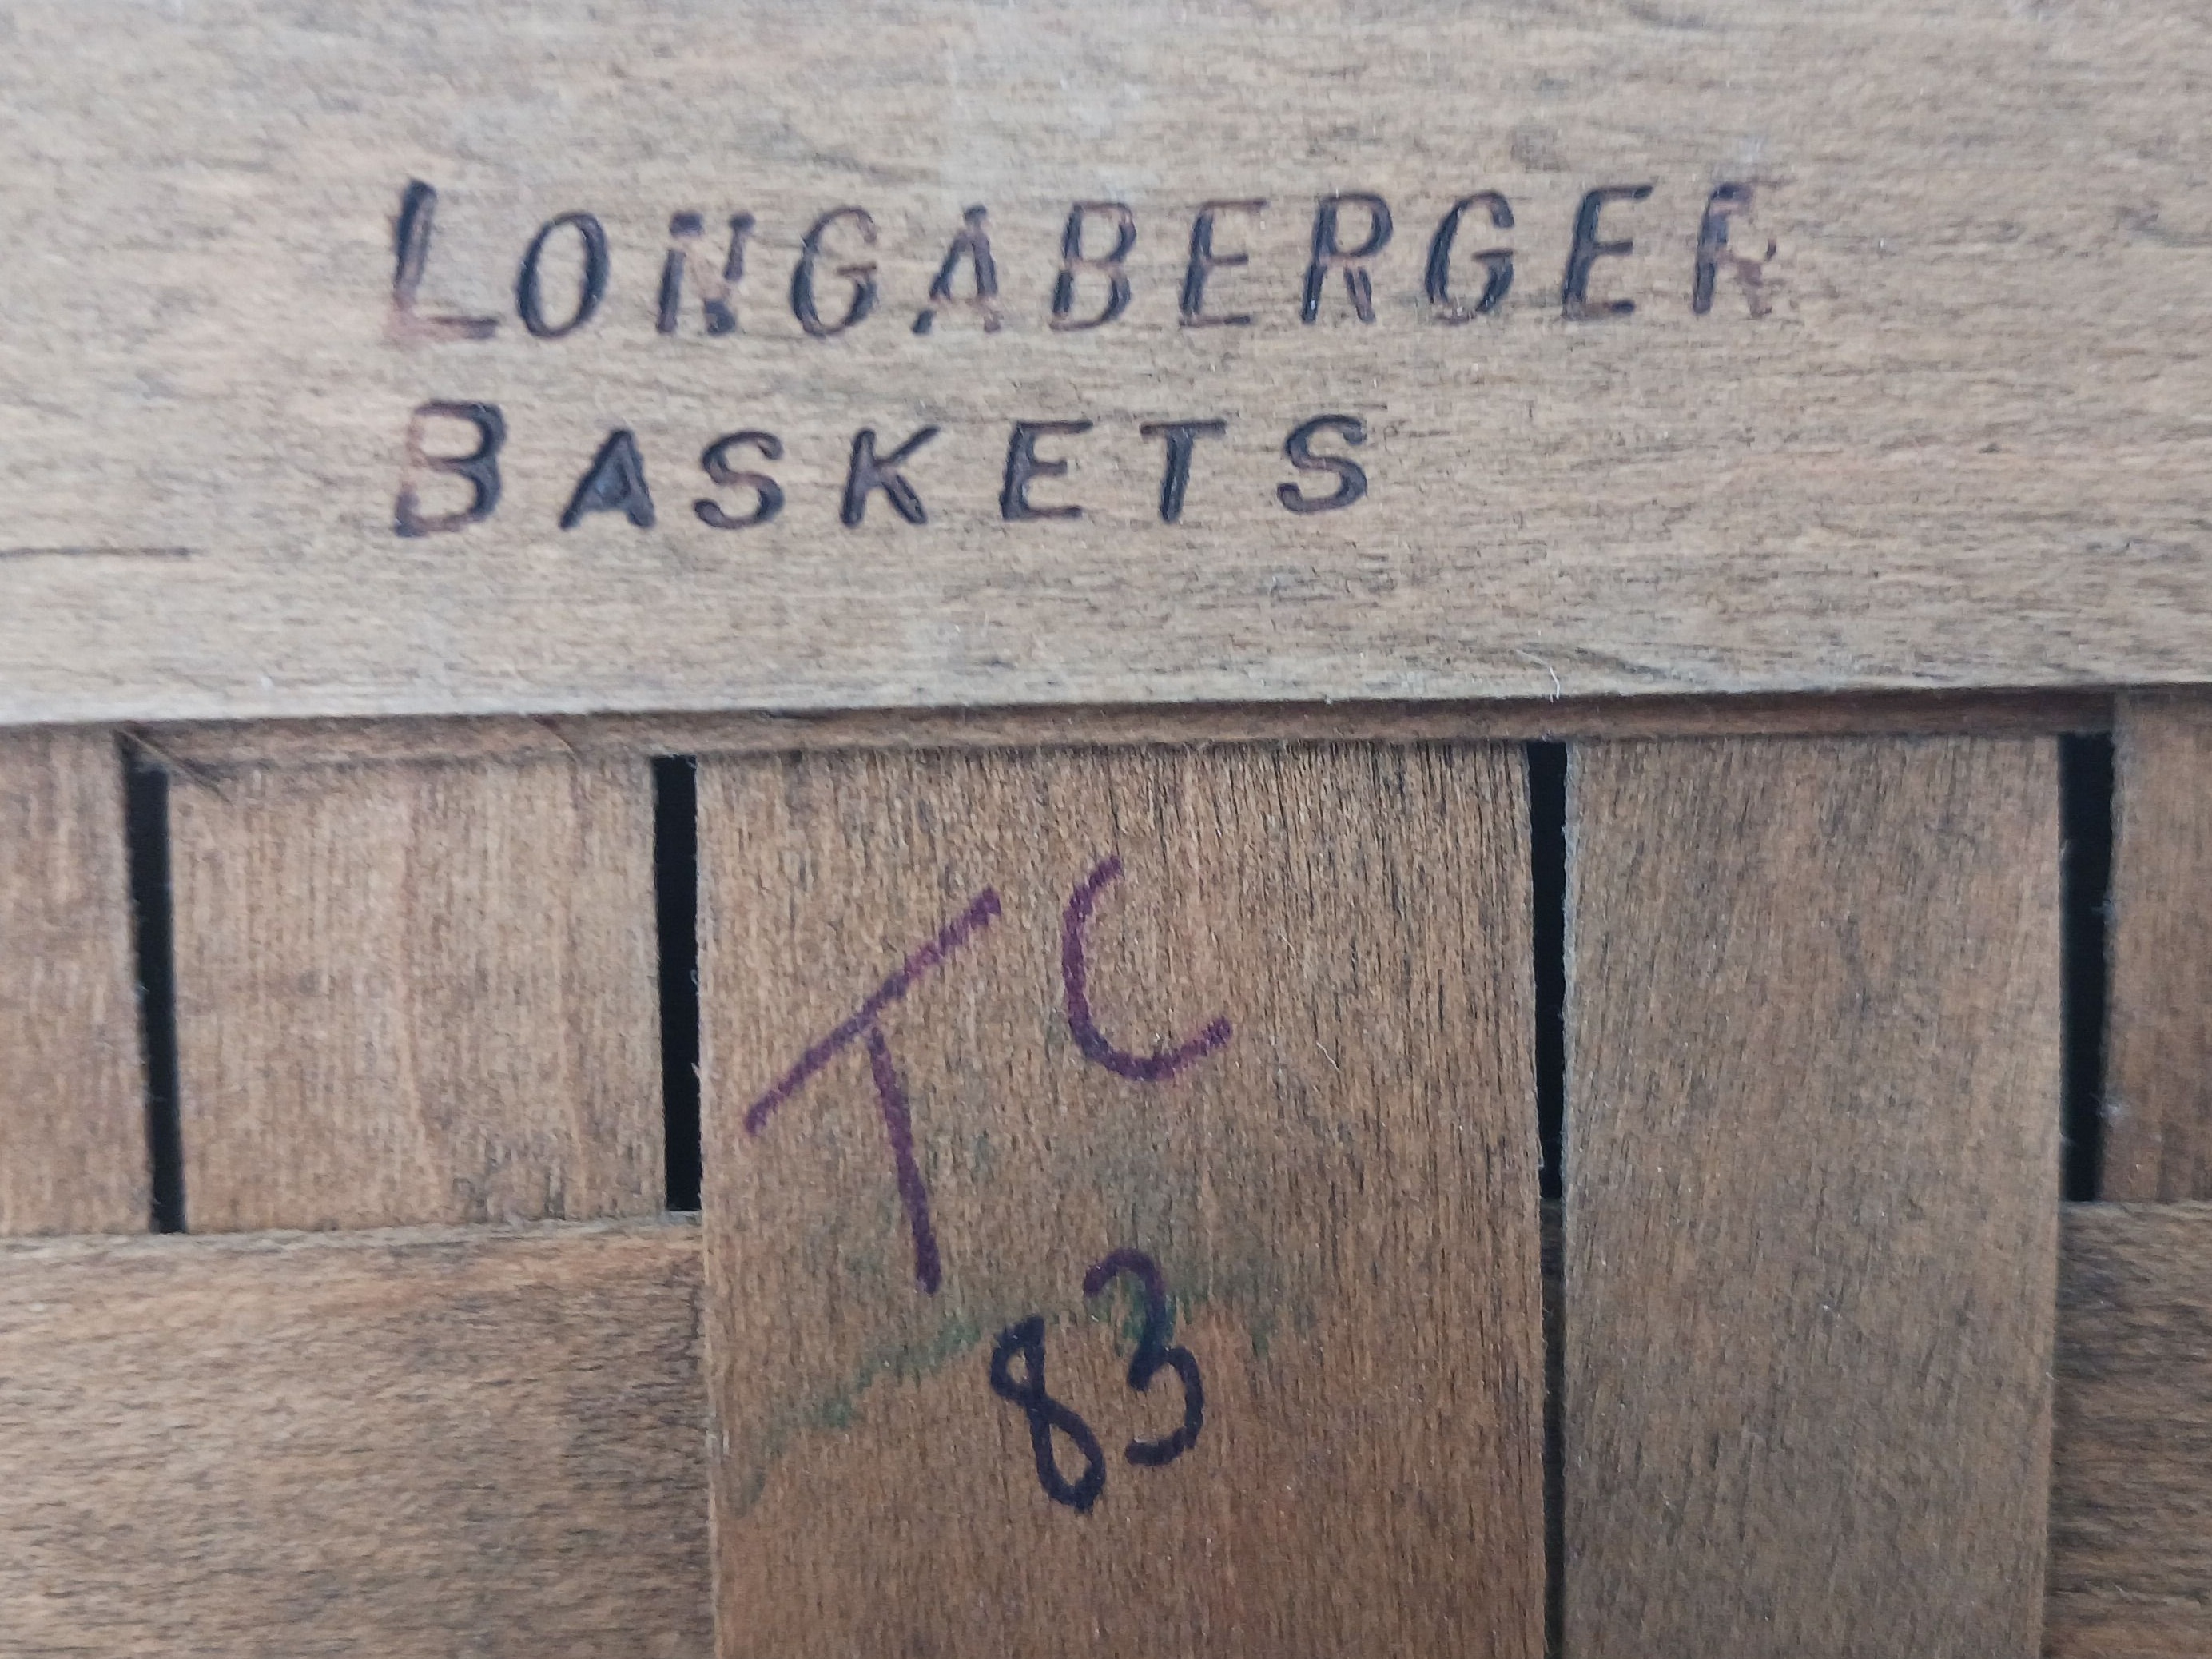 LONGABERGER
BASKETS
TC
83